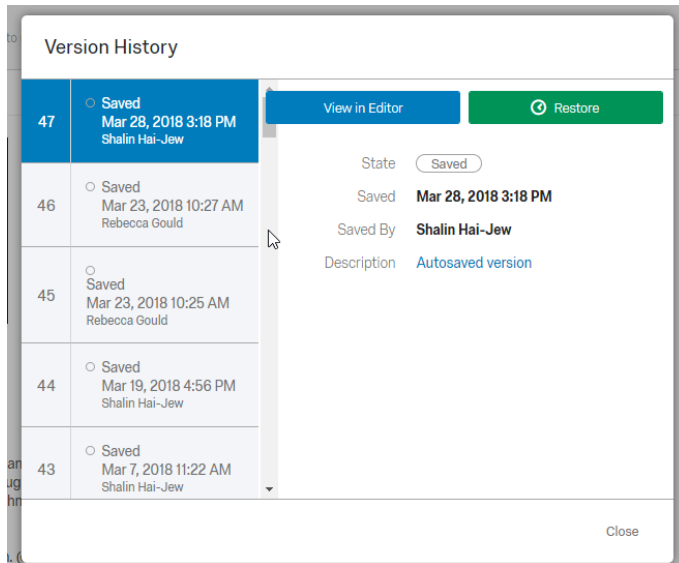 to
Version History
47
Saved
Mar 28, 2018 3:18 PM
Shalin Hai-Jew
46
Saved
Mar 23, 2018 10:27 AM
Rebecca Gould
45
Saved
Mar 23, 2018 10:25 AM
Rebecca Gould
44
Saved
Mar 19, 2018 4:56 PM
Shalin Hai-Jew
43
Saved
Mar 7, 2018 11:22 AM
Shalin Hai-Jew
View in Editor
Restore
State Saved
Saved Mar 28, 2018 3:18 PM
Saved By Shalin Hai-Jew
Description Autosaved version
an
ug
Close